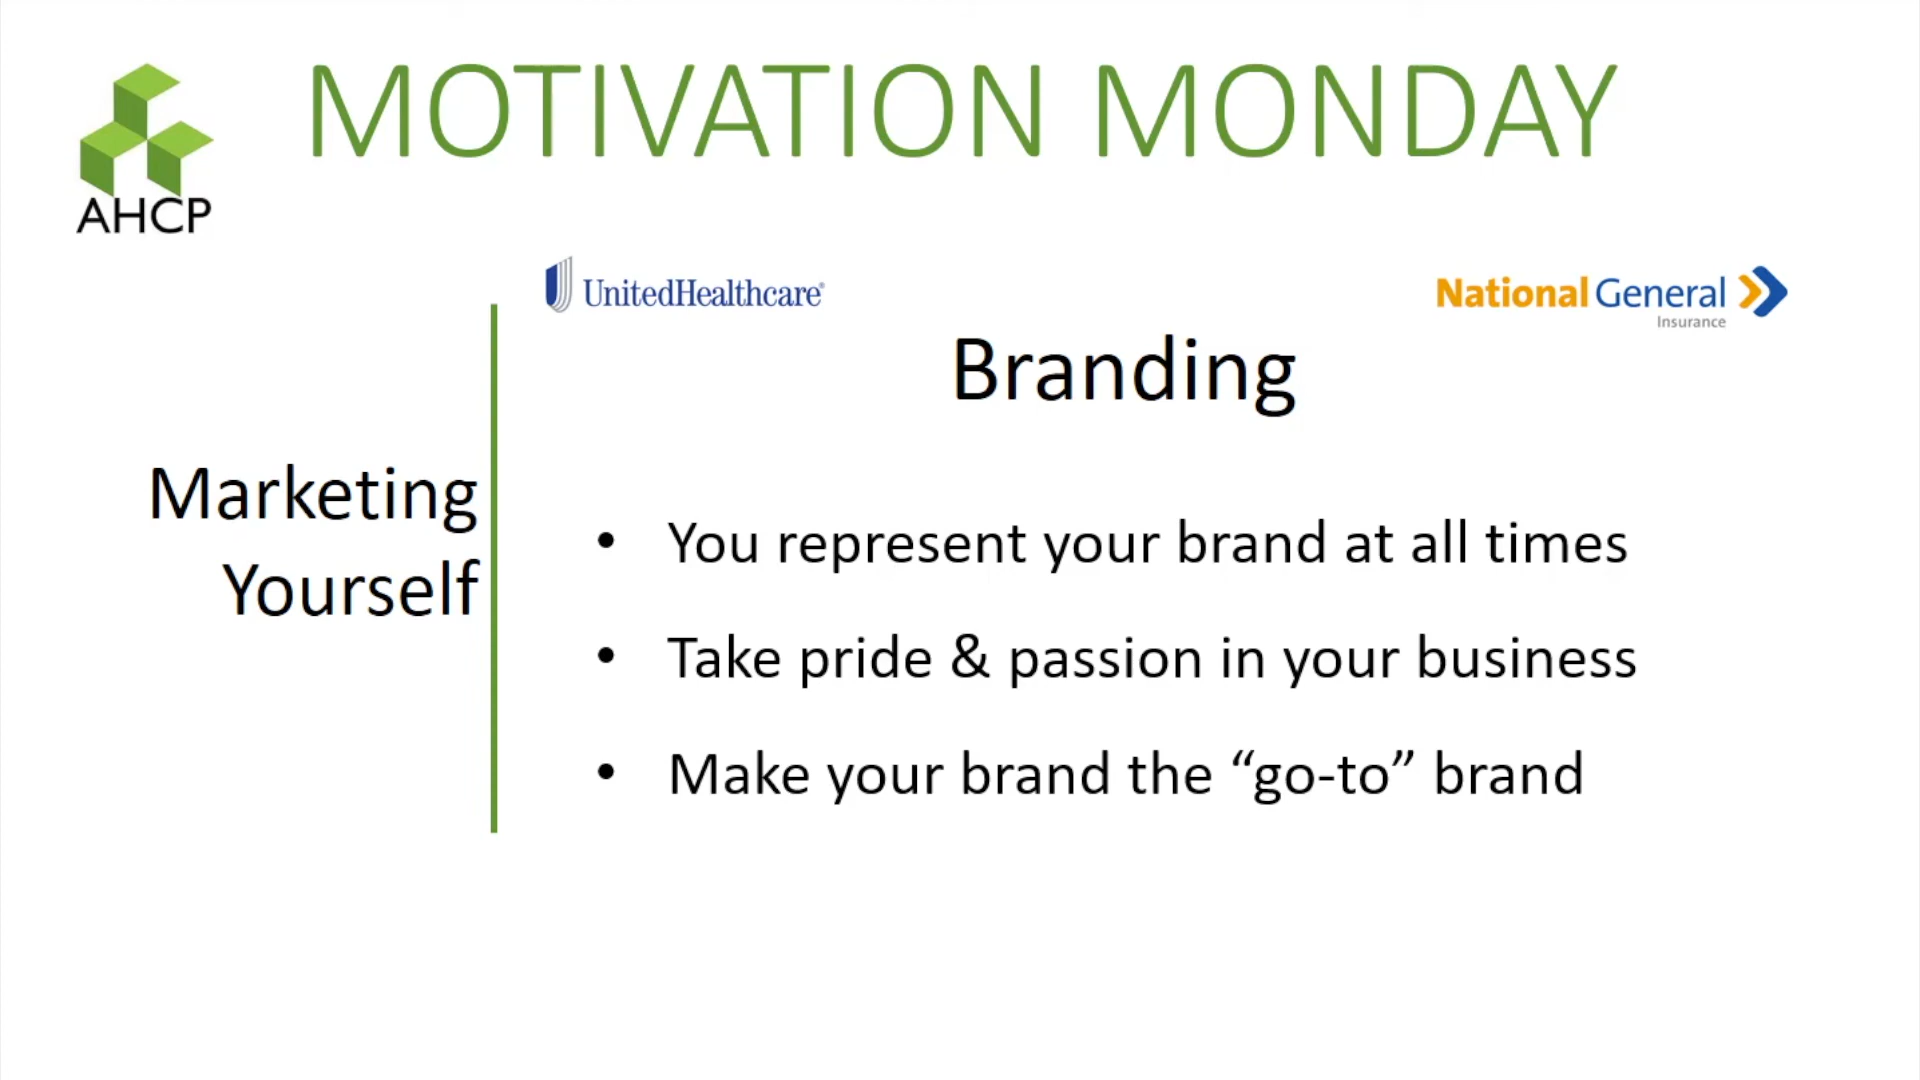 MOTIVATION MONDAY
AHCP
UnitedHealthcare®
National General
Insurance
Branding
Marketing
Yourself
• You represent your brand at all times
• Take pride & passion in your business
• Make your brand the “go-to” brand